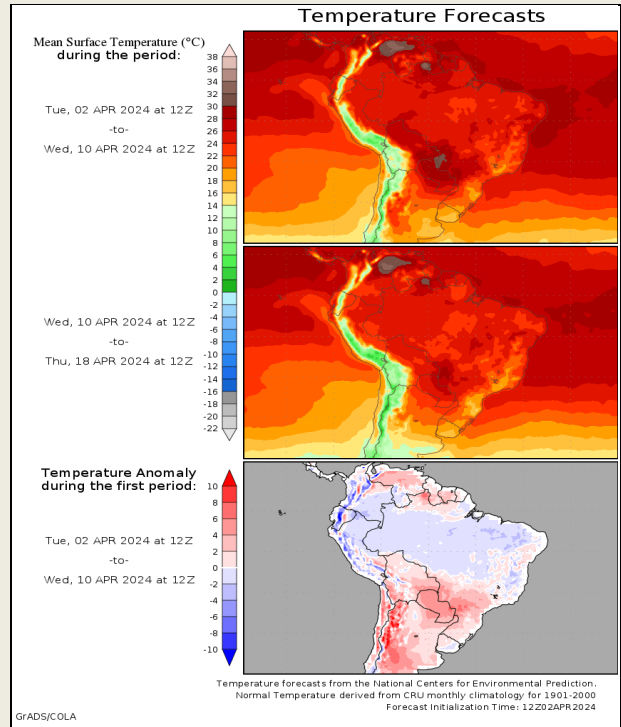 Temperature Forecasts
Mean Surface Temperature (°C)
during the period:
38
36
34
32
30
28
26
24
22
20
18
16
14
12
10
8
6
4
2
0
-2
-4
-6
-8
-10
-12
-14
-16
-18
-20
-22
Tue, 02 APR 2024 at 12Z
-to-
Wed, 10 APR 2024 at 12Z
Wed, 10 APR 2024 at 12Z
-to-
Thu, 18 APR 2024 at 12Z
Temperature Anomaly
during the first period:
10
8
6
4
2
0
-2
-4
-6
-8
-10
Tue, 02 APR 2024 at 12Z
-to-
Wed, 10 APR 2024 at 12Z
Temperature forecasts from the National Centers for Environmental Prediction.
Normal Temperature derived from CRU monthly climatology for 1901-2000
Forecast Initialization Time: 12Z02APR2024
GrADS/COLA